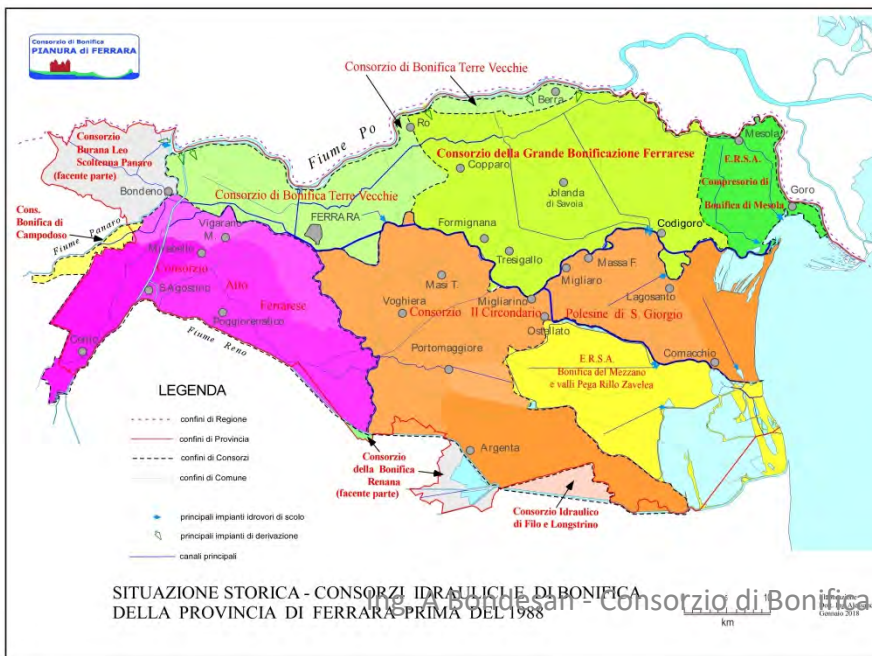 Consorzio di Bonifica
PIANURA di FERRARA
Consorzio di Bonifica Terre Vecchie
Berra
Ro
Fiume Po
Consorzio
Burana Leo
Scoltenna Panaro
(facente parte)
Bondeno
Cons.
Bonifica di
Campodoso
Fiume Panaro
Consorzio di Bonifica Terre Vecchie
FERRARA
Vigarano
M.
Mirabello
Consorzio
Alto
Ferrarese
S.Agostino
Poggiorenatico
Cento
Fiume Reno
Consorzio della Grande Bonificazione Ferrarese
Copparo
Jolanda
di Savoia
Formignana
Tresigallo
Codigoro
Mesola
E.R.S.A.
Compresorio di
Bonifica di Mesola
Goro
Massa F.
Migliaro
Migliarino
Lagosanto
Masi T.
Voghiera
Consorzio II Circondario
Polesine di S. Giorgio
Ostellato
Portomaggiore
Comacchio
E.R.S.A.
Bonifica del Mezzano
e valli Pega Rillo Zavelea
Argenta
Consorzio
della Bonifica
Renana
(facente parte)
Consorzio Idraulico
di Filo e Longstrino
LEGENDA
confini di Regione
confini di Provincia
confini di Consorzi
confini di Comune
principali impianti idrovori di scolo
principali impianti di derivazione
canali principali
SITUAZIONE STORICA - CONSORZI IDRAULICI E DI BONIFICA
DELLA PROVINCIA DI FERRARA PRIMA DEL 1988
Ing. A Bondesan - Consorzio di Bonifica
km
Gennaio 2018